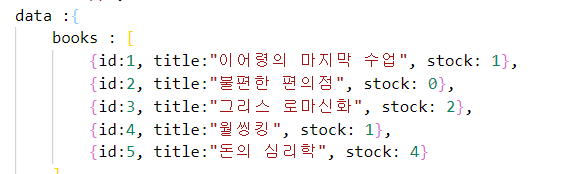 data :{
books : [
{id:1, title:"이어령의 마지막 수업", stock: 1},
{id:2, title:"불편한 편의점", stock: 0},
{id:3, title:"그리스 로마신화", stock: 2},
{id:4, title:"월씽킹", stock: 1},
{id:5, title:"돈의 심리학", stock: 4}